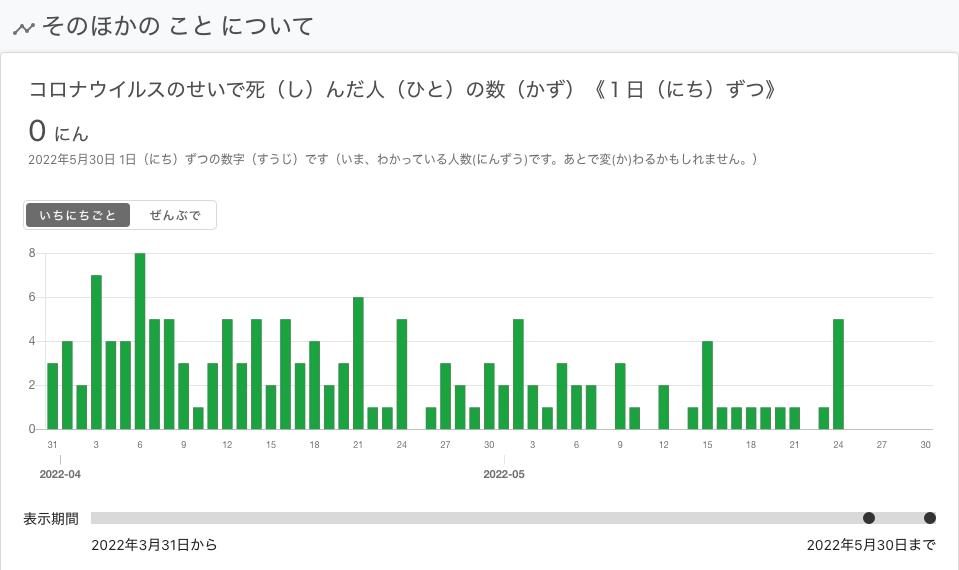 そのほかの こと について
コロナウイルスのせいで死（し）んだ人（ひと）の数（かず）《１日（にち）ずつ》
0 にん
2022年5月30日 1日（にち）ずつの数字（すうじ）です（いま、わかっている人数(にんずう)です。あとで変(か)わるかもしれません。）
いちにちごと ぜんぶで
8
6
4
2
0
31 3 6 9 12 15 18 21 24 27 30 3 6 9 12 15 18 21 24 27 30
2022-04 2022-05
表示期間
2022年3月31日から 2022年5月30日まで